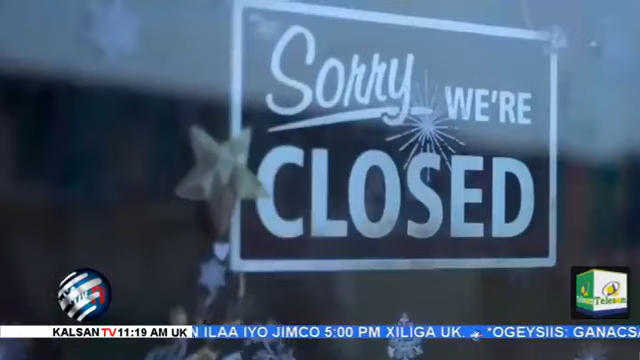 Sorry WE'RE
CLOSED
Telesom
KALSAN TV 11:19 AM UK N ILAA IYO JIMCO 5:00 PM XILIGA UK. *OGEYSIIS: GANACSA